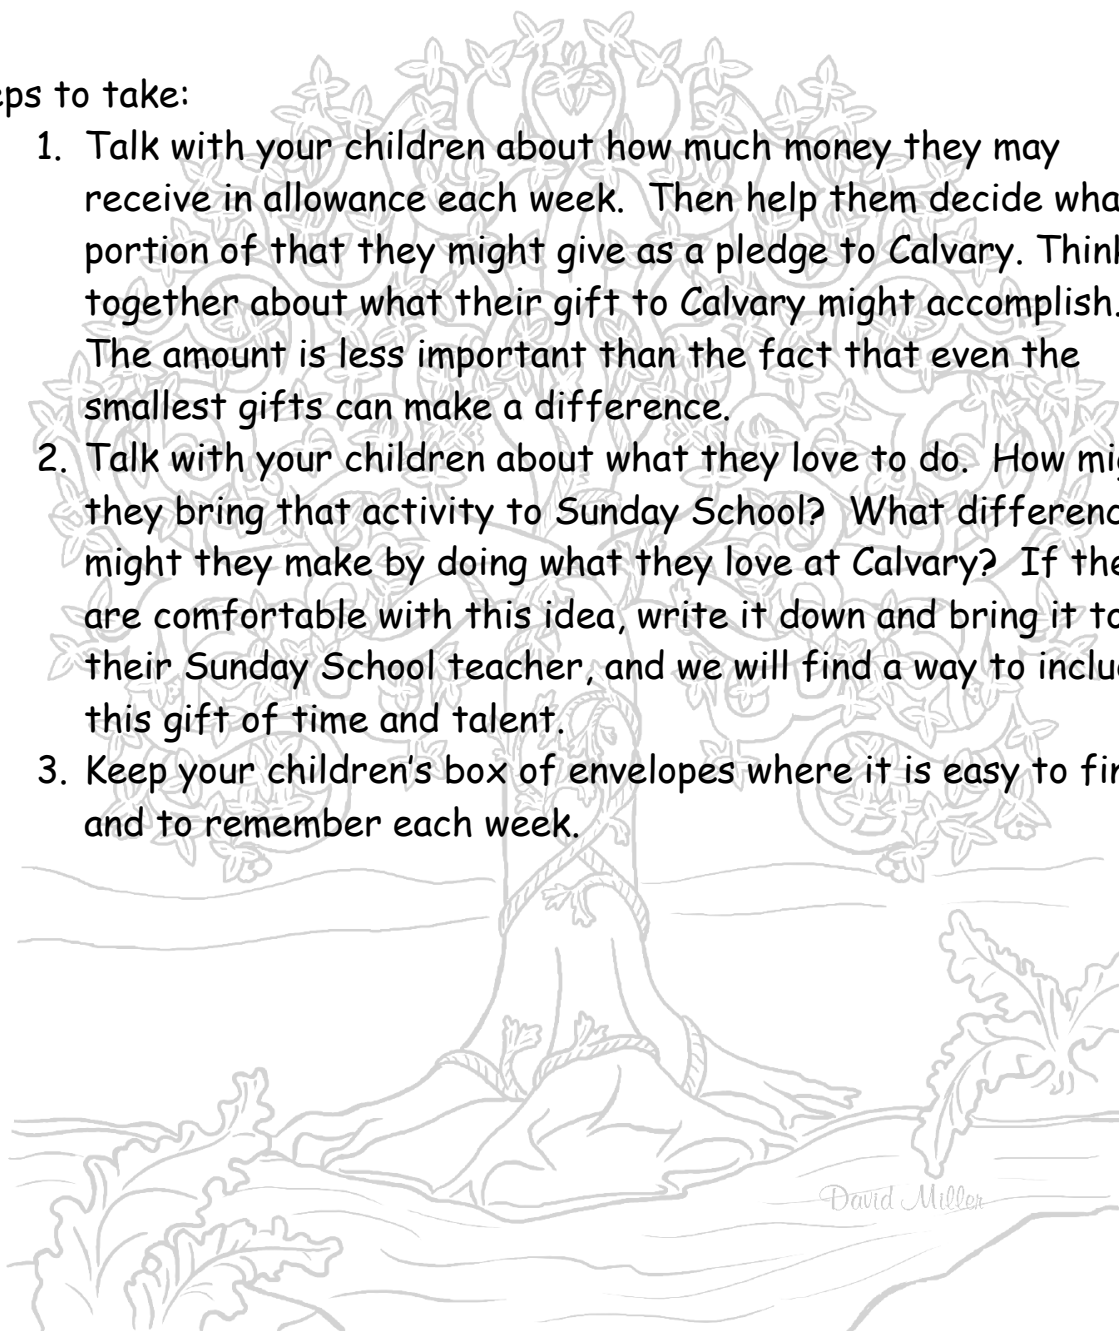 eps to take:
1. Talk with your children about how much money they may
receive in allowance each week.  Then help them decide wha
portion of that they might give as a pledge to Calvary. Think
together about what their gift to Calvary might accomplish.
The amount is less important than the fact that even the
smallest gifts can make a difference.
2. Talk with your children about what they love to do.  How mig
they bring that activity to Sunday School?  What differenc
might they make by doing what they love at Calvary?  If the
are comfortable with this idea, write it down and bring it to
their Sunday School teacher, and we will find a way to inclu
this gift of time and talent.
3. Keep your children’s box of envelopes where it is easy to fin
and to remember each week.
David Miller